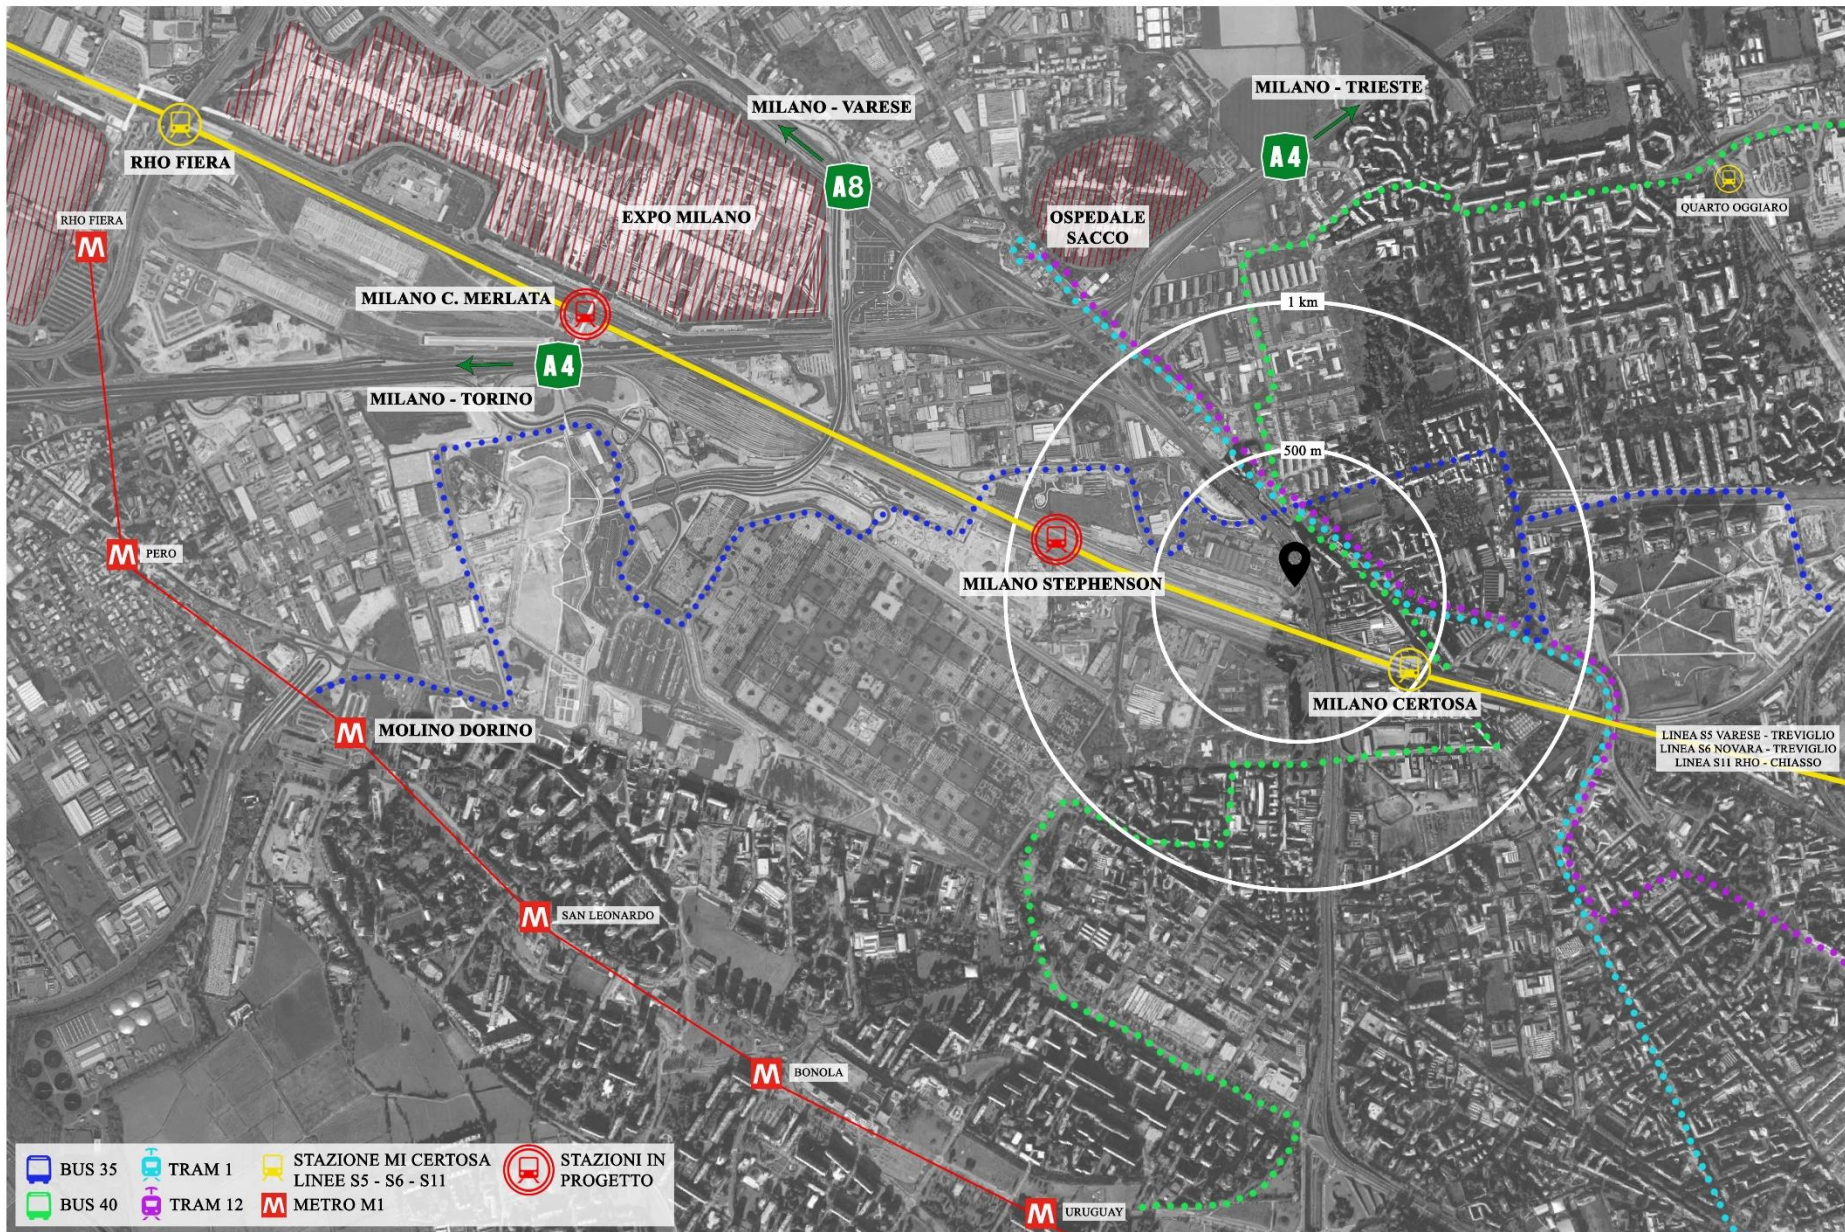 MILANO - VARESE
MILANO - TRIESTE
A4
A8
RHO FIERA
RHO FIERA
M
EXPO MILANO
OSPEDALE
SACCO
QUARTO OGGIARO
MILANO C. MERLATA
1 km
A4
MILANO - TORINO
500 m
M
PERO
MILANO STEPHENSON
MILANO CERTOSA
M
MOLINO DORINO
LINEA S5 VARESE - TREVIGLIO
LINEA S6 NOVARA - TREVIGLIO
LINEA S11 RHO - CHIASSO
M
SAN LEONARDO
M
BONOLA
M
URUGUAY
BUS 35
TRAM 1
STAZIONE MI CERTOSA
LINEE S5 - S6 - S11
STAZIONI IN
PROGETTO
BUS 40
TRAM 12
M
METRO M1